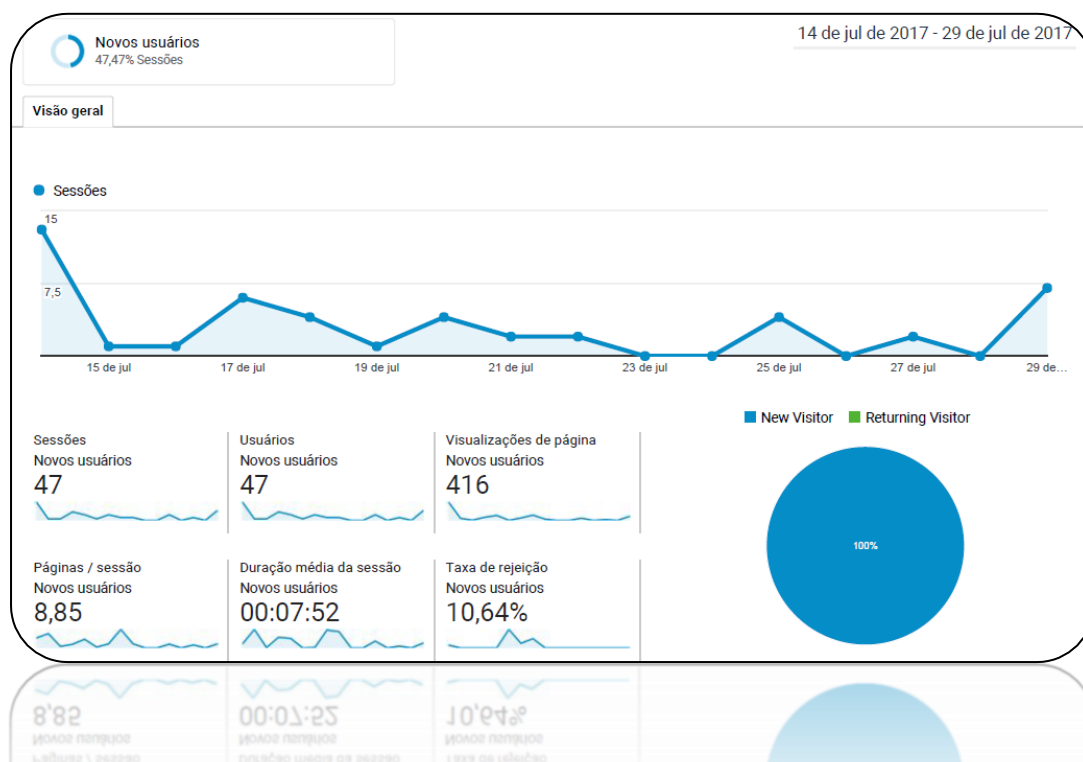 Novos usuários
47,47% Sessões
14 de jul de 2017 - 29 de jul de 2017
Visão geral
Sessões
15
7,5
15 de jul
17 de jul
19 de jul
21 de jul
23 de jul
25 de jul
27 de jul
29 de...
New Visitor
Returning Visitor
Sessões
Novos usuários
47
Usuários
Novos usuários
47
Visualizações de página
Novos usuários
416
Páginas / sessão
Novos usuários
8,85
Duração média da sessão
Novos usuários
00:07:52
Taxa de rejeição
Novos usuários
10,64%
100%